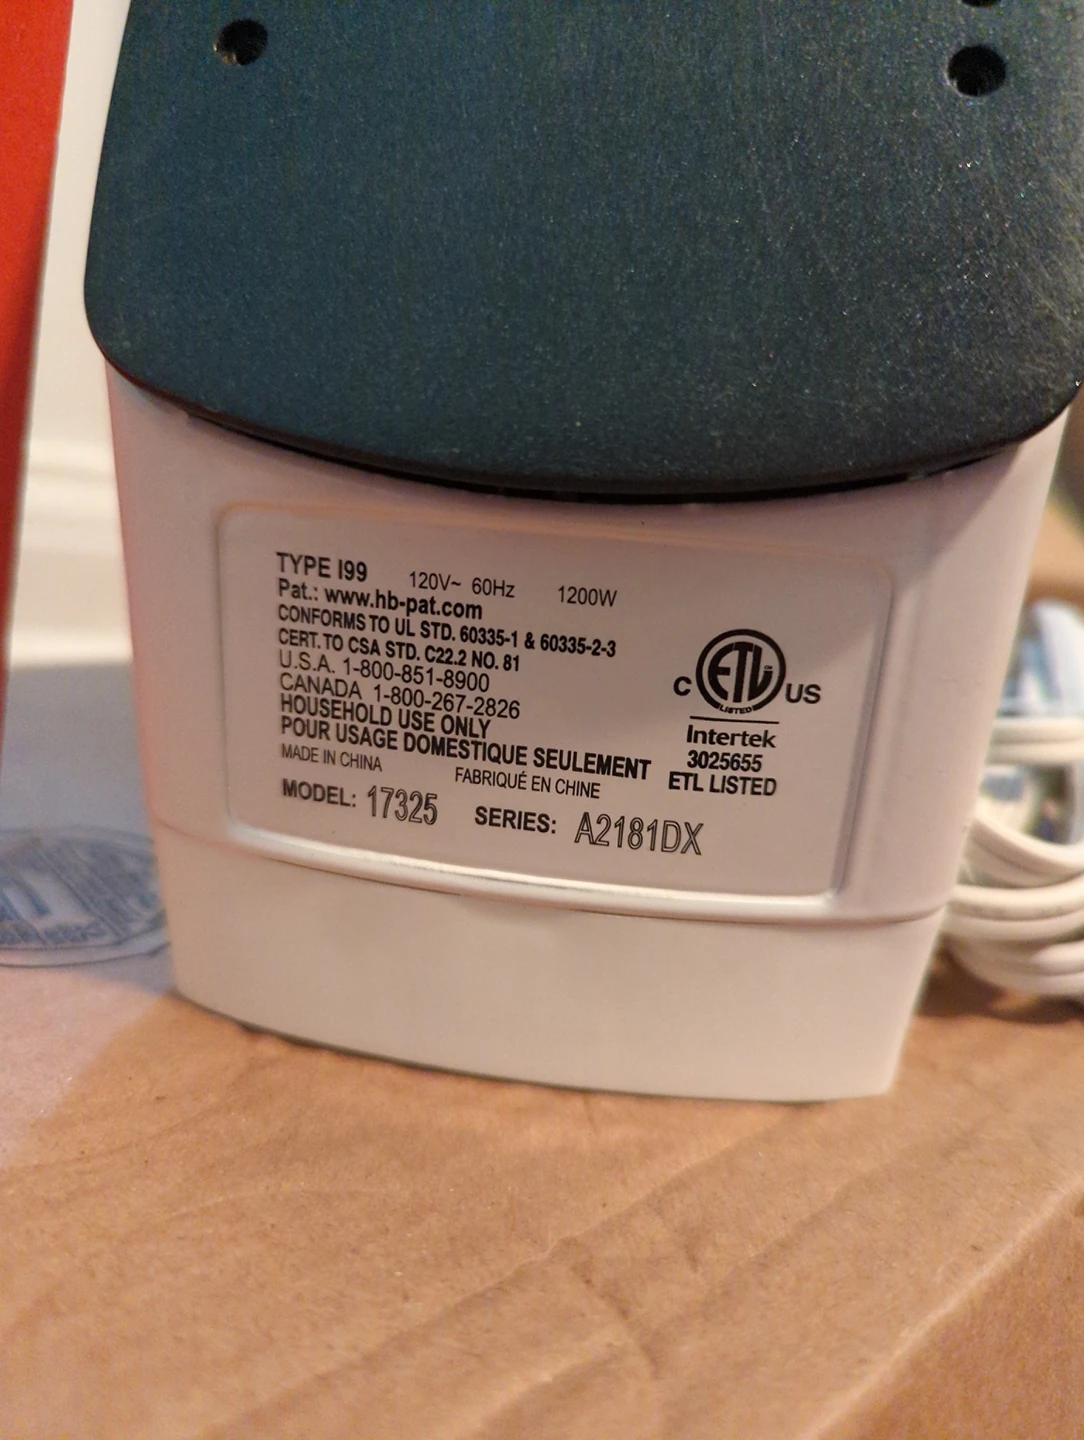 TYPE I99 120V~ 60Hz 1200W
Pat.: www.hb-pat.com
CONFORMS TO UL STD. 60335-1 & 60335-2-3
CERT. TO CSA STD. C22.2 NO. 81
U.S.A. 1-800-851-8900
CANADA 1-800-267-2826
HOUSEHOLD USE ONLY
POUR USAGE DOMESTIQUE SEULEMENT
MADE IN CHINA FABRIQUÉ EN CHINE
MODEL: 17325 SERIES: A2181DX
C ETL US
LISTED
Intertek
3025655
ETL LISTED